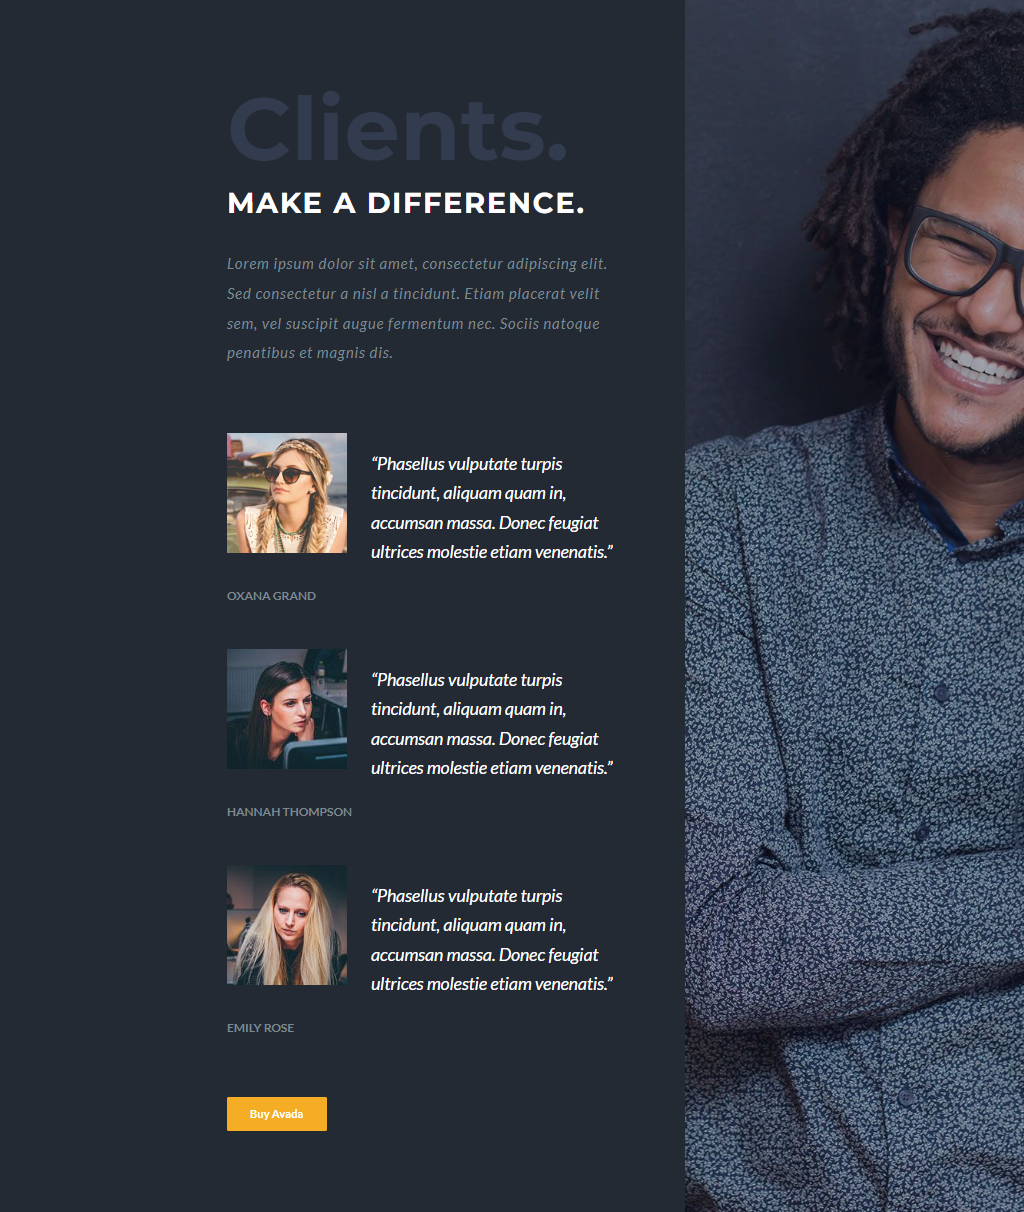 Clients.
MAKE A DIFFERENCE.
Lorem ipsum dolor sit amet, consectetur adipiscing elit.
Sed consectetur a nisl a tincidunt. Etiam placerat velit
sem, vel suscipit augue fermentum nec. Sociis natoque
penatibus et magnis dis.
“Phasellus vulputate turpis
tincidunt, aliquam quam in,
accumsan massa. Donec feugiat
ultrices molestie etiam venenatis.”
OXANA GRAND
“Phasellus vulputate turpis
tincidunt, aliquam quam in,
accumsan massa. Donec feugiat
ultrices molestie etiam venenatis.”
HANNAH THOMPSON
“Phasellus vulputate turpis
tincidunt, aliquam quam in,
accumsan massa. Donec feugiat
ultrices molestie etiam venenatis.”
EMILY ROSE
Buy Avada